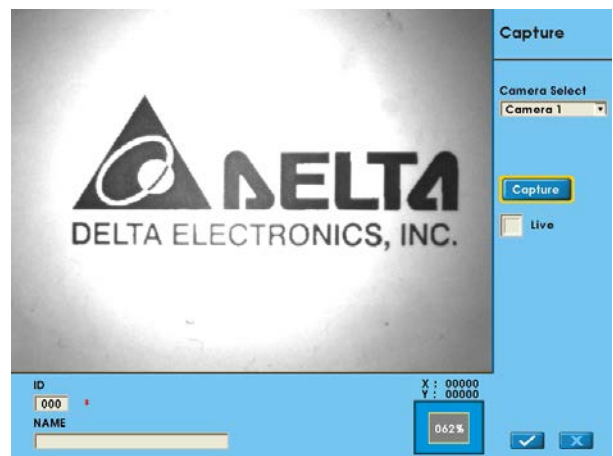 Capture
Camera Select
Camera 1
DELTA
DELTA ELECTRONICS, INC.
Capture
Live
ID
000 *
NAME
X : 00000
Y : 00000
062%